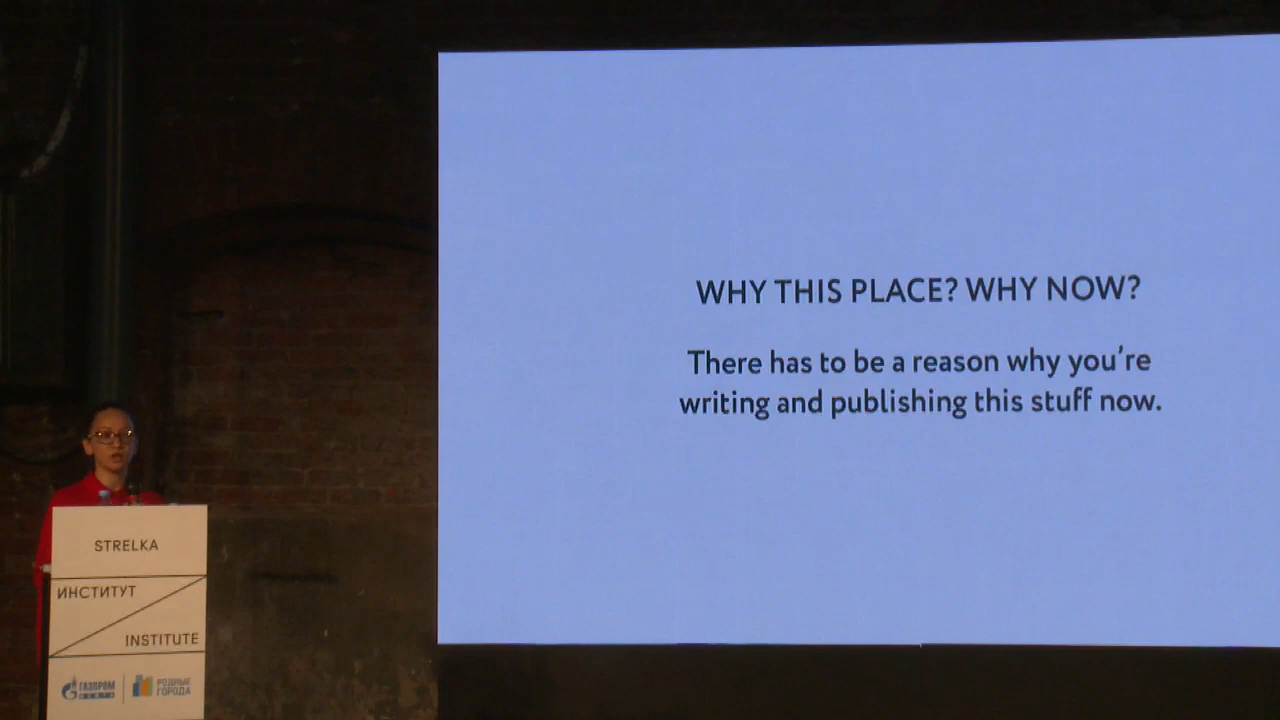 WHY THIS PLACE? WHY NOW?
There has to be a reason why you're
writing and publishing this stuff now.
STRELKA
ИНСТИТУТ
INSTITUTE
ГАЗПРОМ
НЕФТЬ
РОДНЫЕ
ГОРОДА